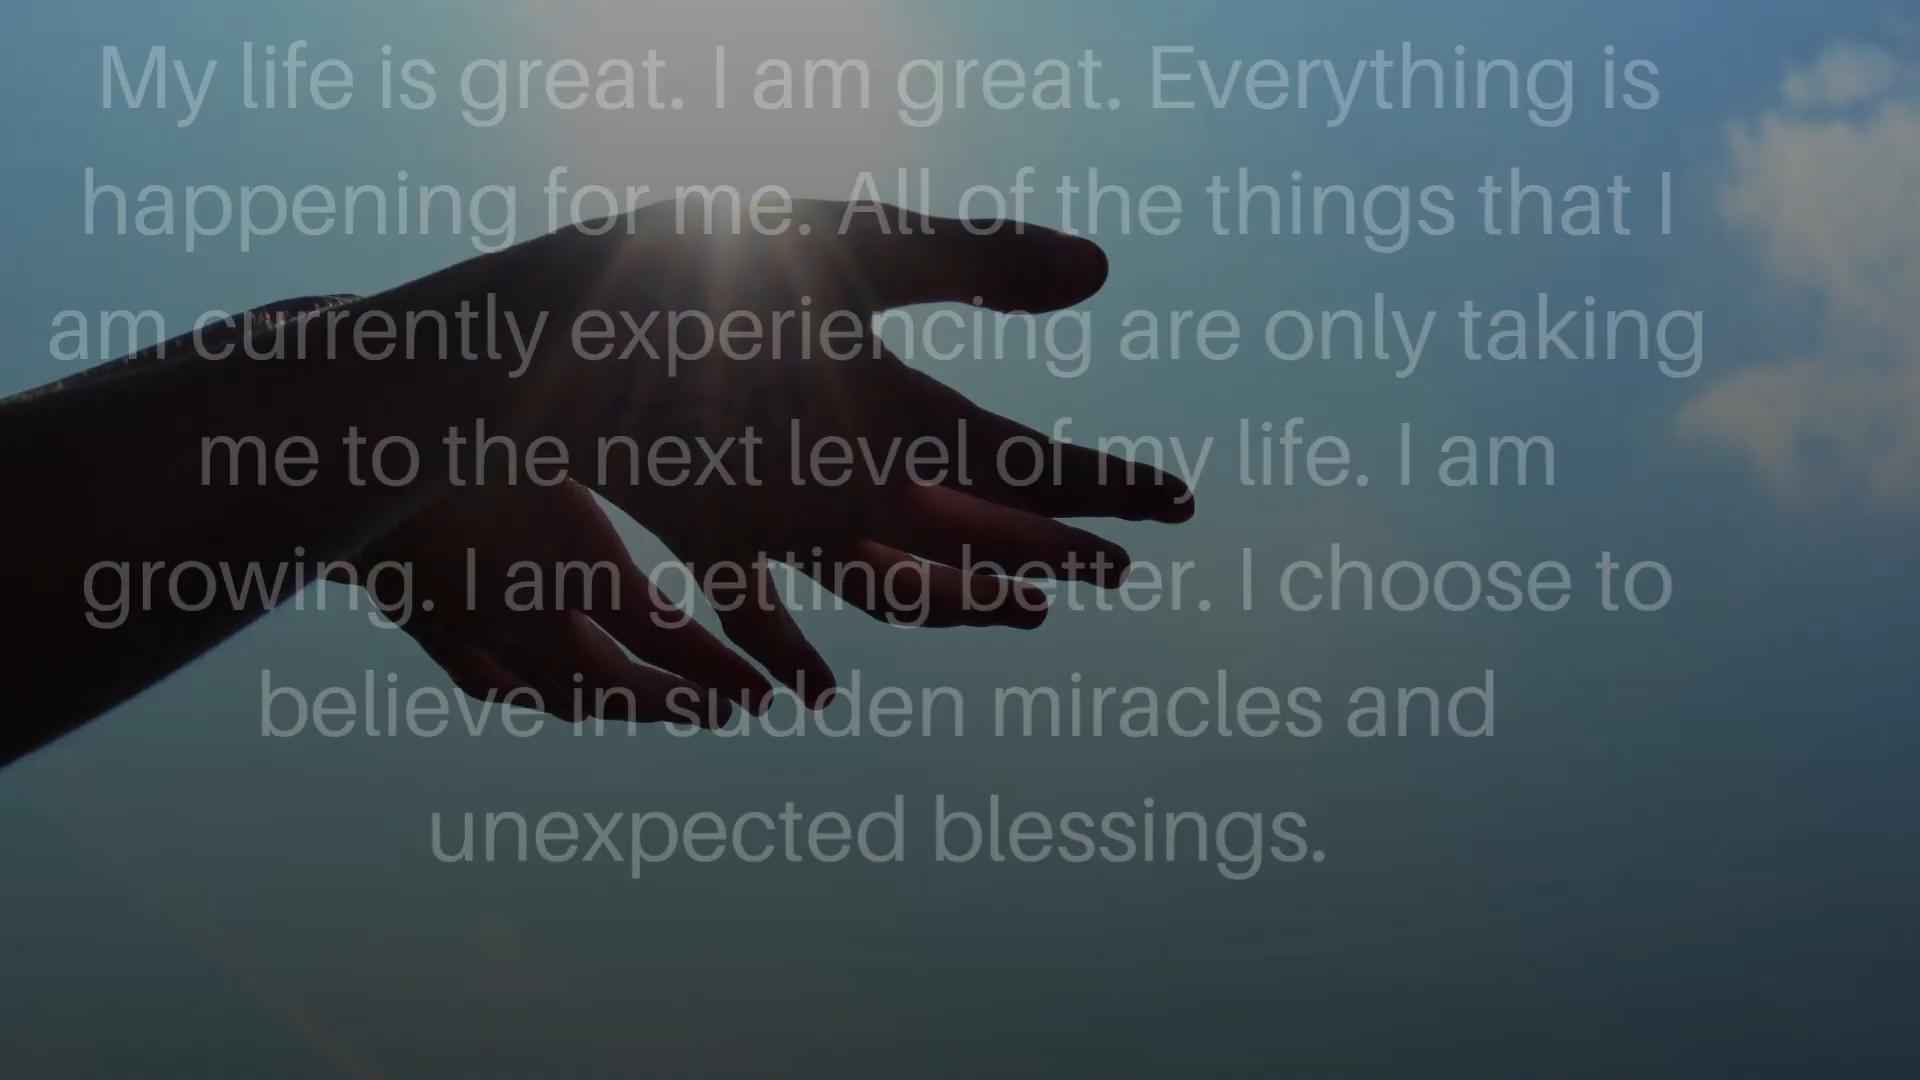 My life is great. I am great. Everything is
happening for me. All of the things that I
am currently experiencing are only taking
me to the next level of my life. I am
growing. I am getting better. I choose to
believe in sudden miracles and
unexpected blessings.